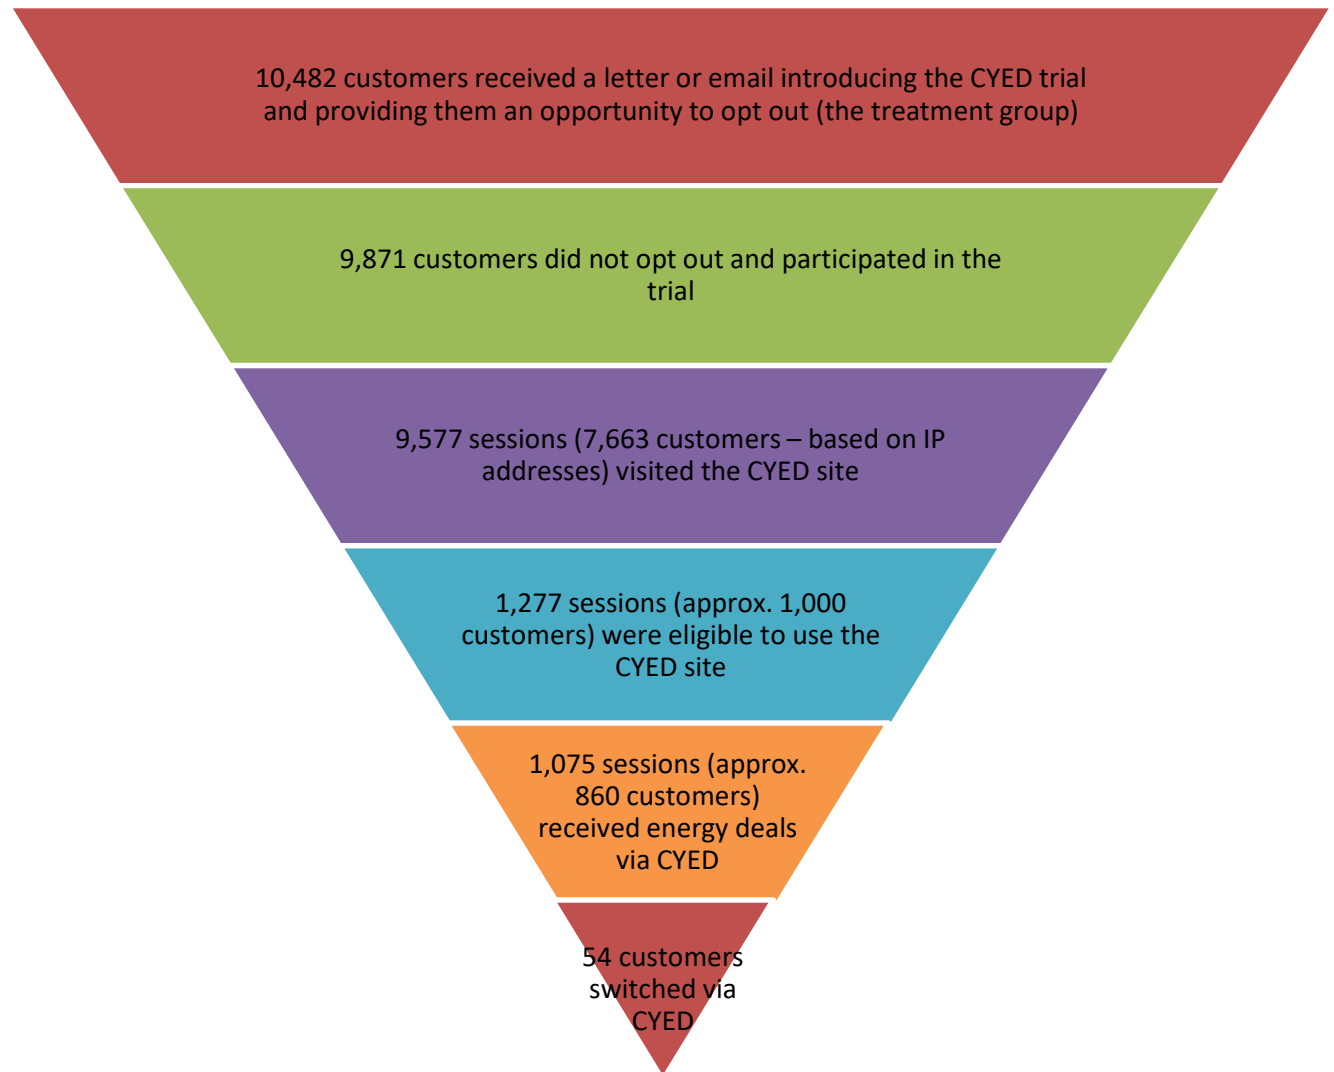 10,482 customers received a letter or email introducing the CYED trial
and providing them an opportunity to opt out (the treatment group)
9,871 customers did not opt out and participated in the
trial
9,577 sessions (7,663 customers – based on IP
addresses) visited the CYED site
1,277 sessions (approx. 1,000
customers) were eligible to use the
CYED site
1,075 sessions (approx.
860 customers)
received energy deals
via CYED
54 customers
switched via
CYED